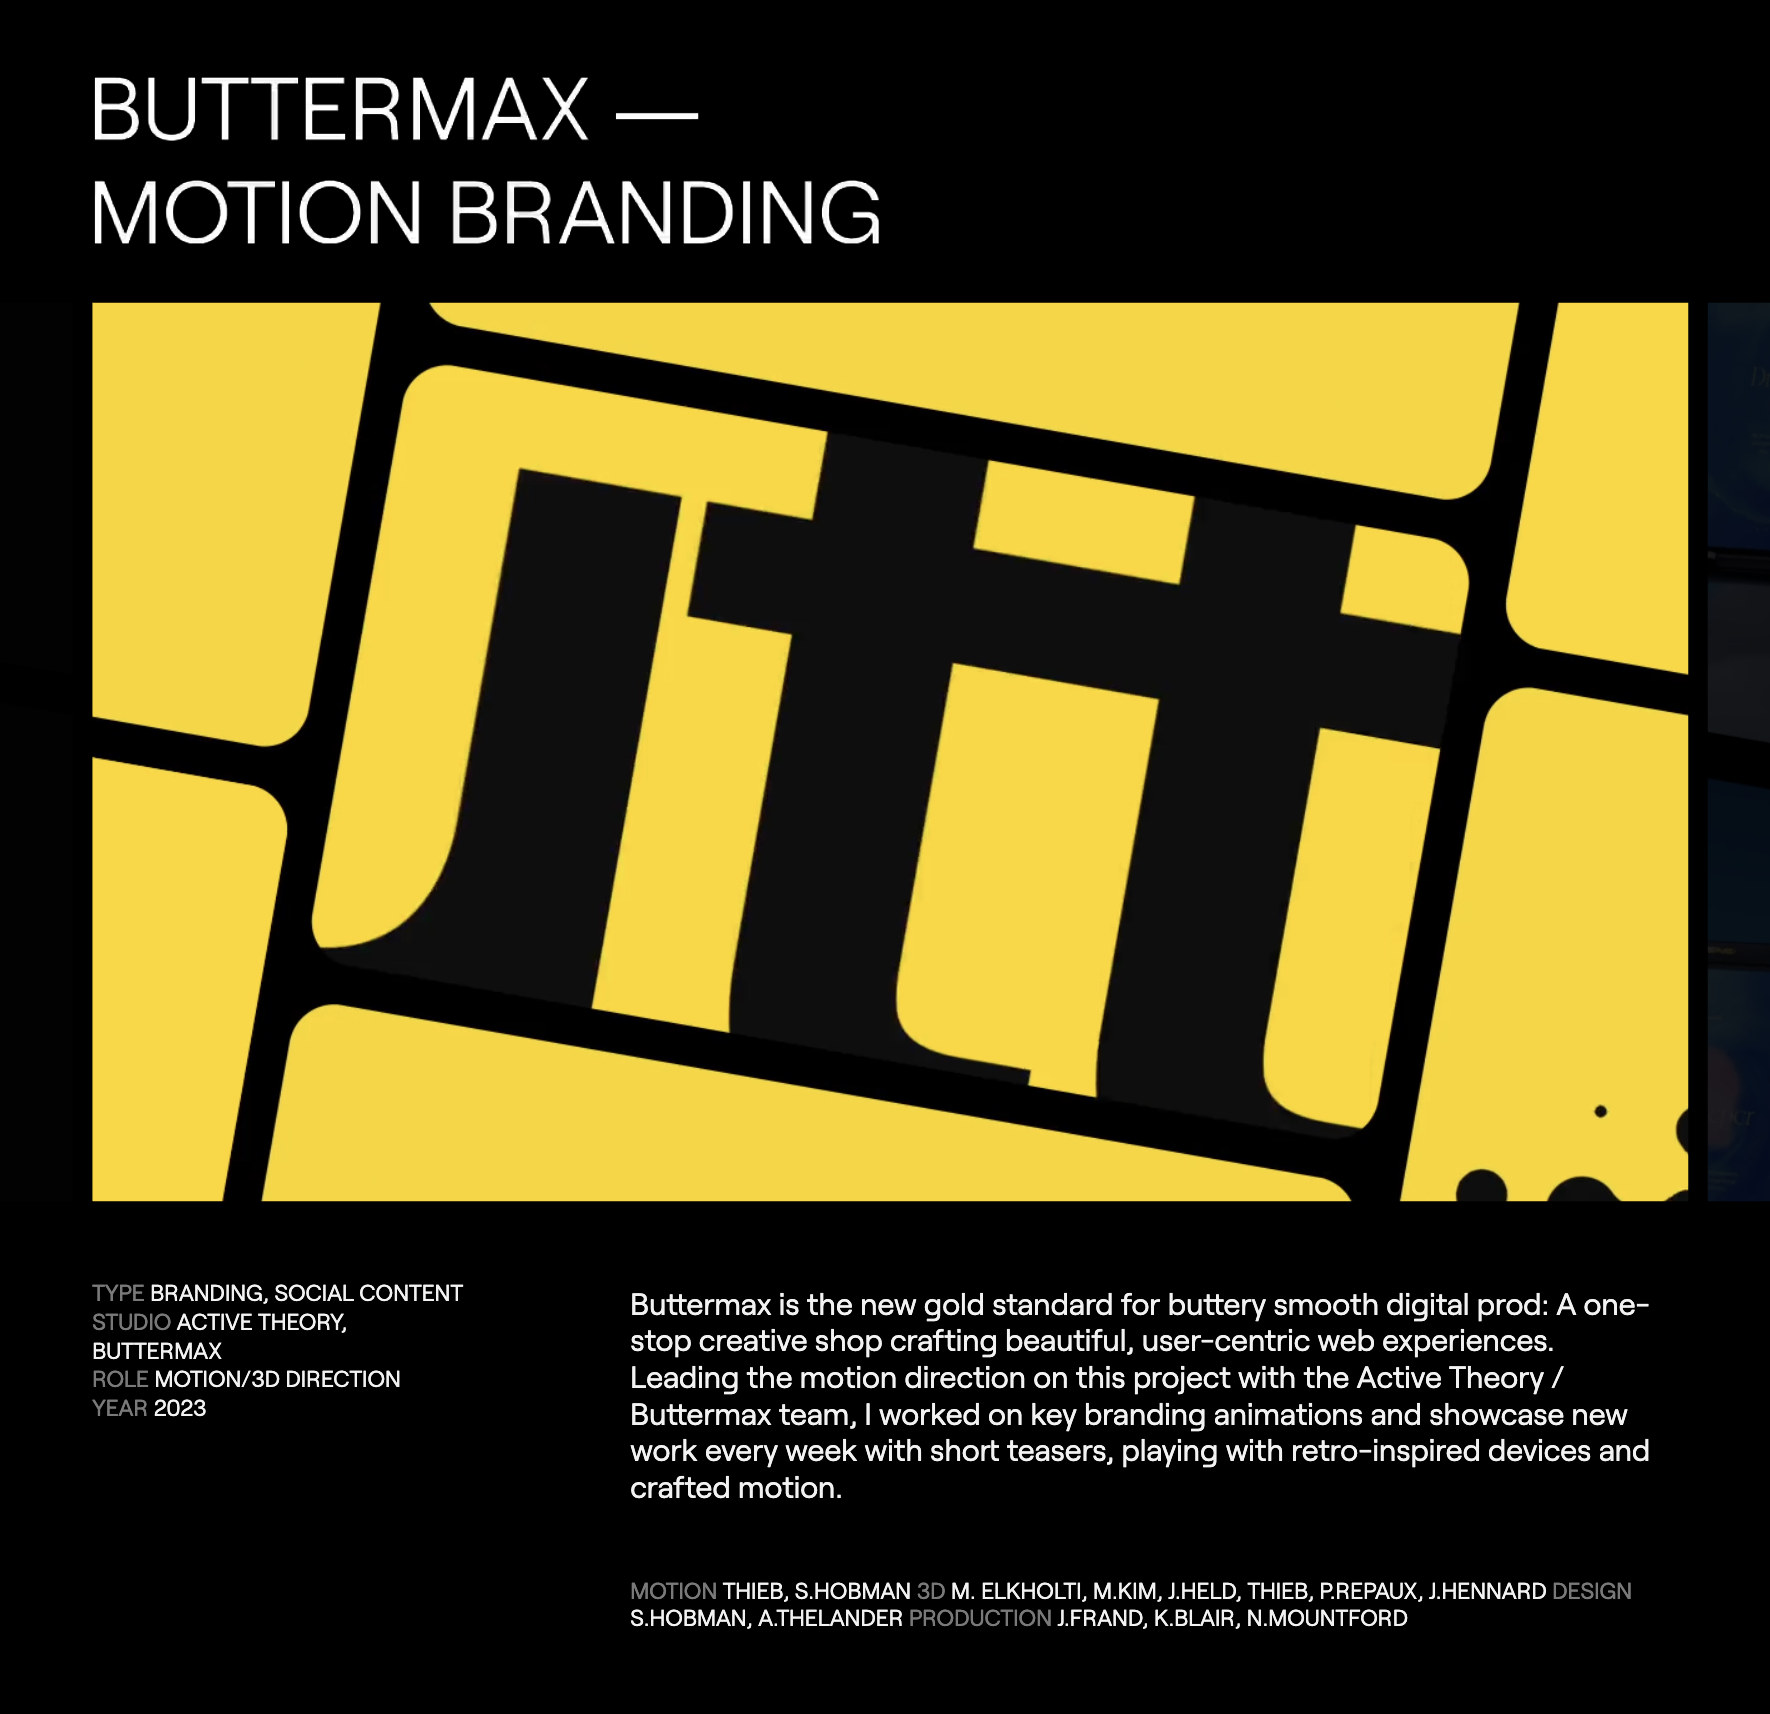 BUTTERMAX —
MOTION BRANDING
utt
TYPE BRANDING, SOCIAL CONTENT
STUDIO ACTIVE THEORY,
BUTTERMAX
ROLE MOTION/3D DIRECTION
YEAR 2023
Buttermax is the new gold standard for buttery smooth digital prod: A one-
stop creative shop crafting beautiful, user-centric web experiences.
Leading the motion direction on this project with the Active Theory /
Buttermax team, I worked on key branding animations and showcase new
work every week with short teasers, playing with retro-inspired devices and
crafted motion.
MOTION THIEB, S.HOBMAN 3D M. ELKHOLTI, M.KIM, J.HELD, THIEB, P.REPAUX, J.HENNARD DESIGN
S.HOBMAN, A.THELANDER PRODUCTION J.FRAND, K.BLAIR, N.MOUNTFORD